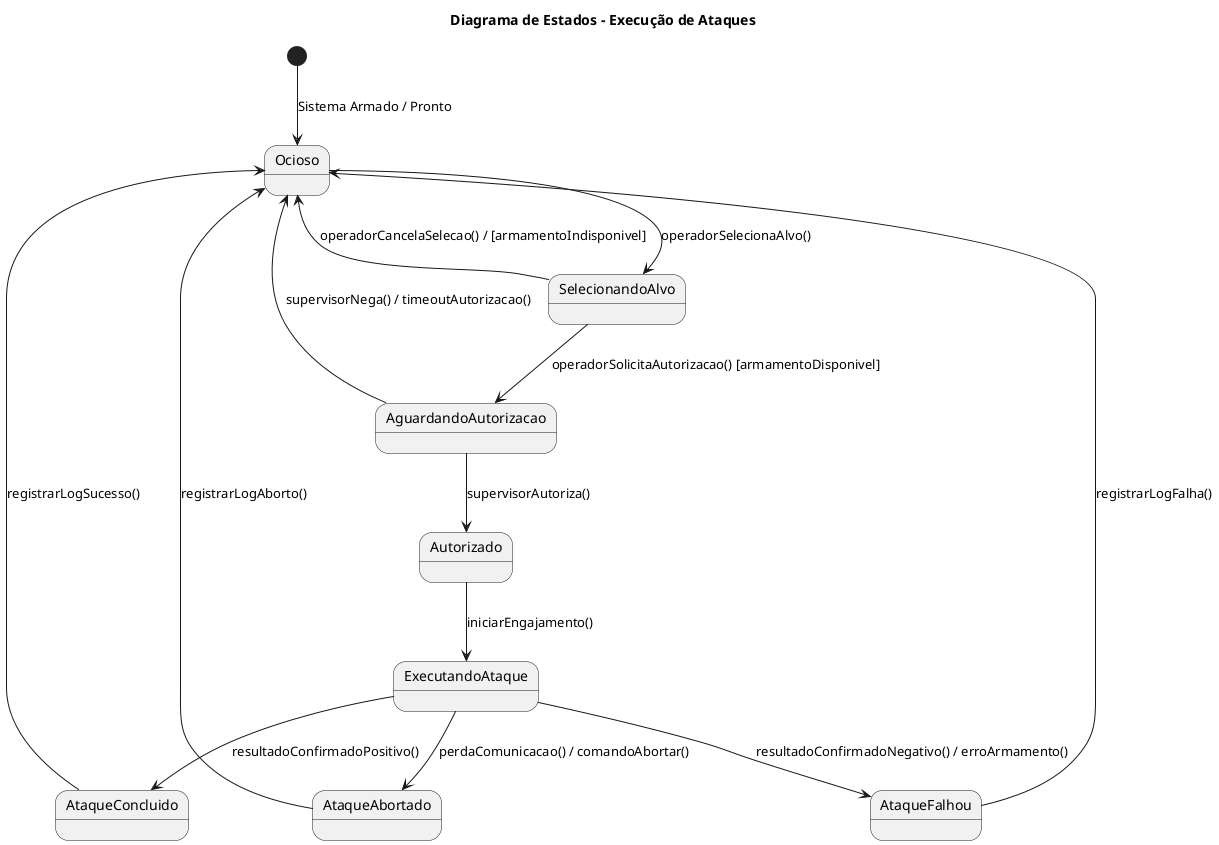 Diagrama de Estados - Execução de Ataques
Sistema Armado / Pronto
Ocioso
operadorCancelaSelecao() / [armamentoIndisponivel]
operadorSelecionaAlvo()
SelecionandoAlvo
supervisorNega() / timeoutAutorizacao()
operadorSolicitaAutorizacao() [armamentoDisponivel]
AguardandoAutorizacao
registrarLogSucesso()
registrarLogAborto()
supervisorAutoriza()
registrarLogFalha()
Autorizado
iniciarEngajamento()
ExecutandoAtaque
resultadoConfirmadoPositivo()
perdaComunicacao() / comandoAbortar()
resultadoConfirmadoNegativo() / erroArmamento()
AtaqueConcluido
AtaqueAbortado
AtaqueFalhou